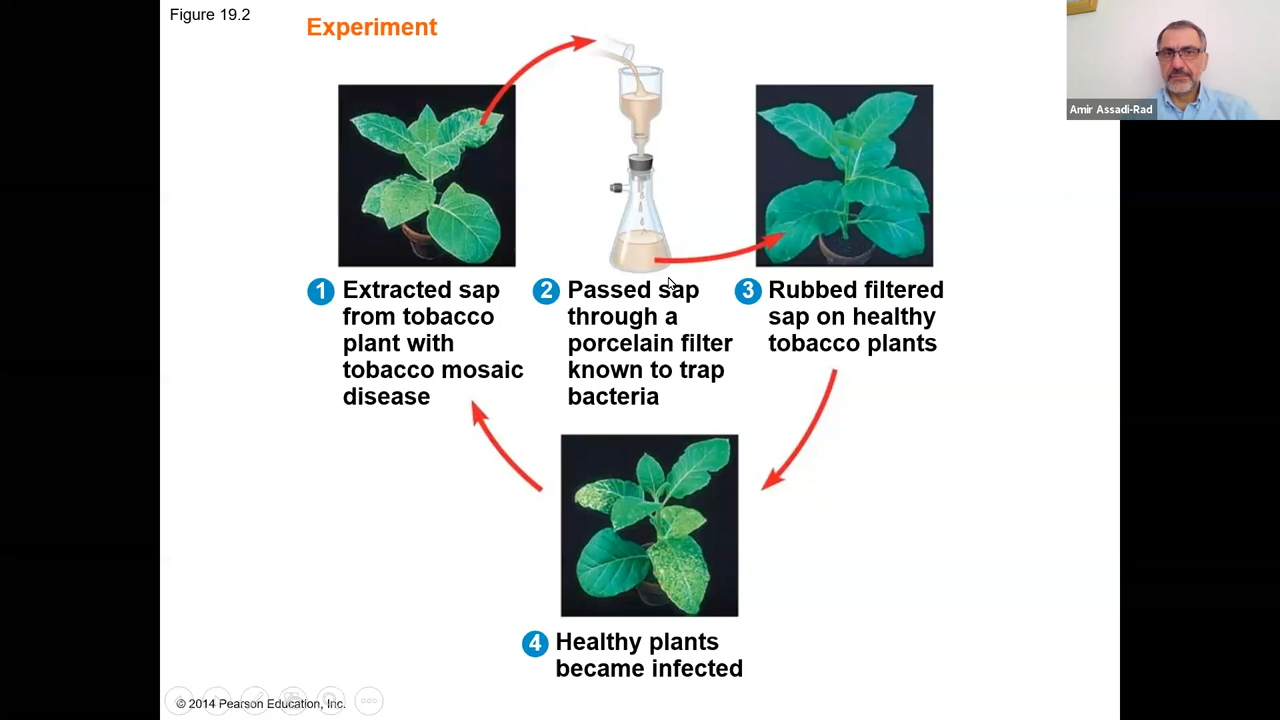 Figure 19.2
Experiment
Amir Assadi-Rad
1 Extracted sap
from tobacco
plant with
tobacco mosaic
disease
2 Passed sap
through a
porcelain filter
known to trap
bacteria
3 Rubbed filtered
sap on healthy
tobacco plants
4 Healthy plants
became infected
© 2014 Pearson Education, Inc.